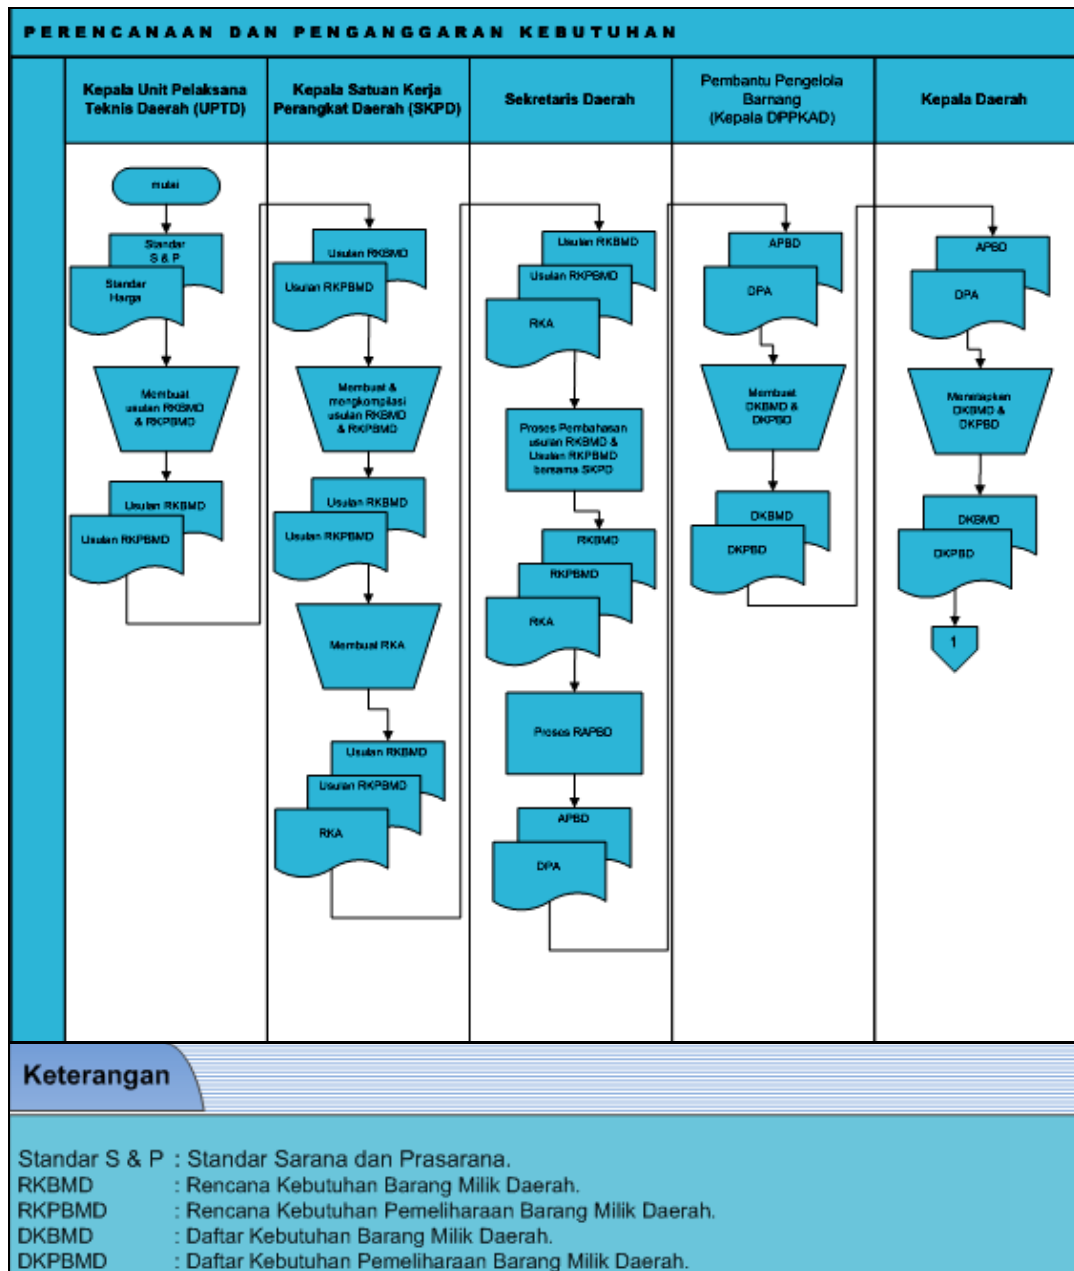 PERENCANAAN DAN PENGANGGARAN KEBUTUHAN
Kepala Unit Pelaksana
Teknis Daerah (UPTD)
Kepala Satuan Kerja
Perangkat Daerah (SKPD)
Sekretaris Daerah
Pembantu Pengelola
Barnang
(Kepala DPPKAD)
Kepala Daerah
mulai
Standar
S & P
Standar
Harga
Membuat
usulan RKBMD
& RKPBMD
Usulan RKBMD
Usulan RKPBMD
Usulan RKBMD
Usulan RKPBMD
Membuat &
mengkompilasi
usulan RKBMD
& RKPBMD
Usulan RKBMD
Usulan RKPBMD
Membuat RKA
Usulan RKBMD
Usulan RKPBMD
RKA
Usulan RKBMD
Usulan RKPBMD
RKA
Proses Pembahasan
usulan RKBMD &
Usulan RKPBMD
bersama SKPD
RKBMD
RKPBMD
RKA
Proses RAPBD
APBD
DPA
APBD
DPA
Membuat
DKBMD &
DKPBD
DKBMD
DKPBD
APBD
DPA
Menetapkan
DKBMD &
DKPBD
DKBMD
DKPBD
1
Keterangan
Standar S & P : Standar Sarana dan Prasarana.
RKBMD : Rencana Kebutuhan Barang Milik Daerah.
RKPBMD : Rencana Kebutuhan Pemeliharaan Barang Milik Daerah.
DKBMD : Daftar Kebutuhan Barang Milik Daerah.
DKPBMD : Daftar Kebutuhan Pemeliharaan Barang Milik Daerah.